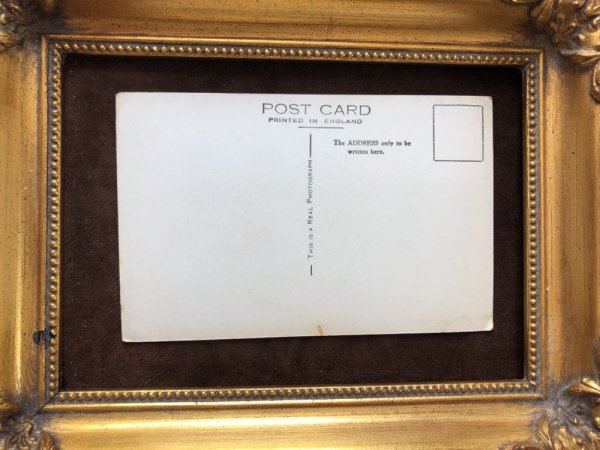 POST CARD
PRINTED IN ENGLAND
The ADDRESS only to be
written here.
THIS IS A REAL PHOTOGRAPH